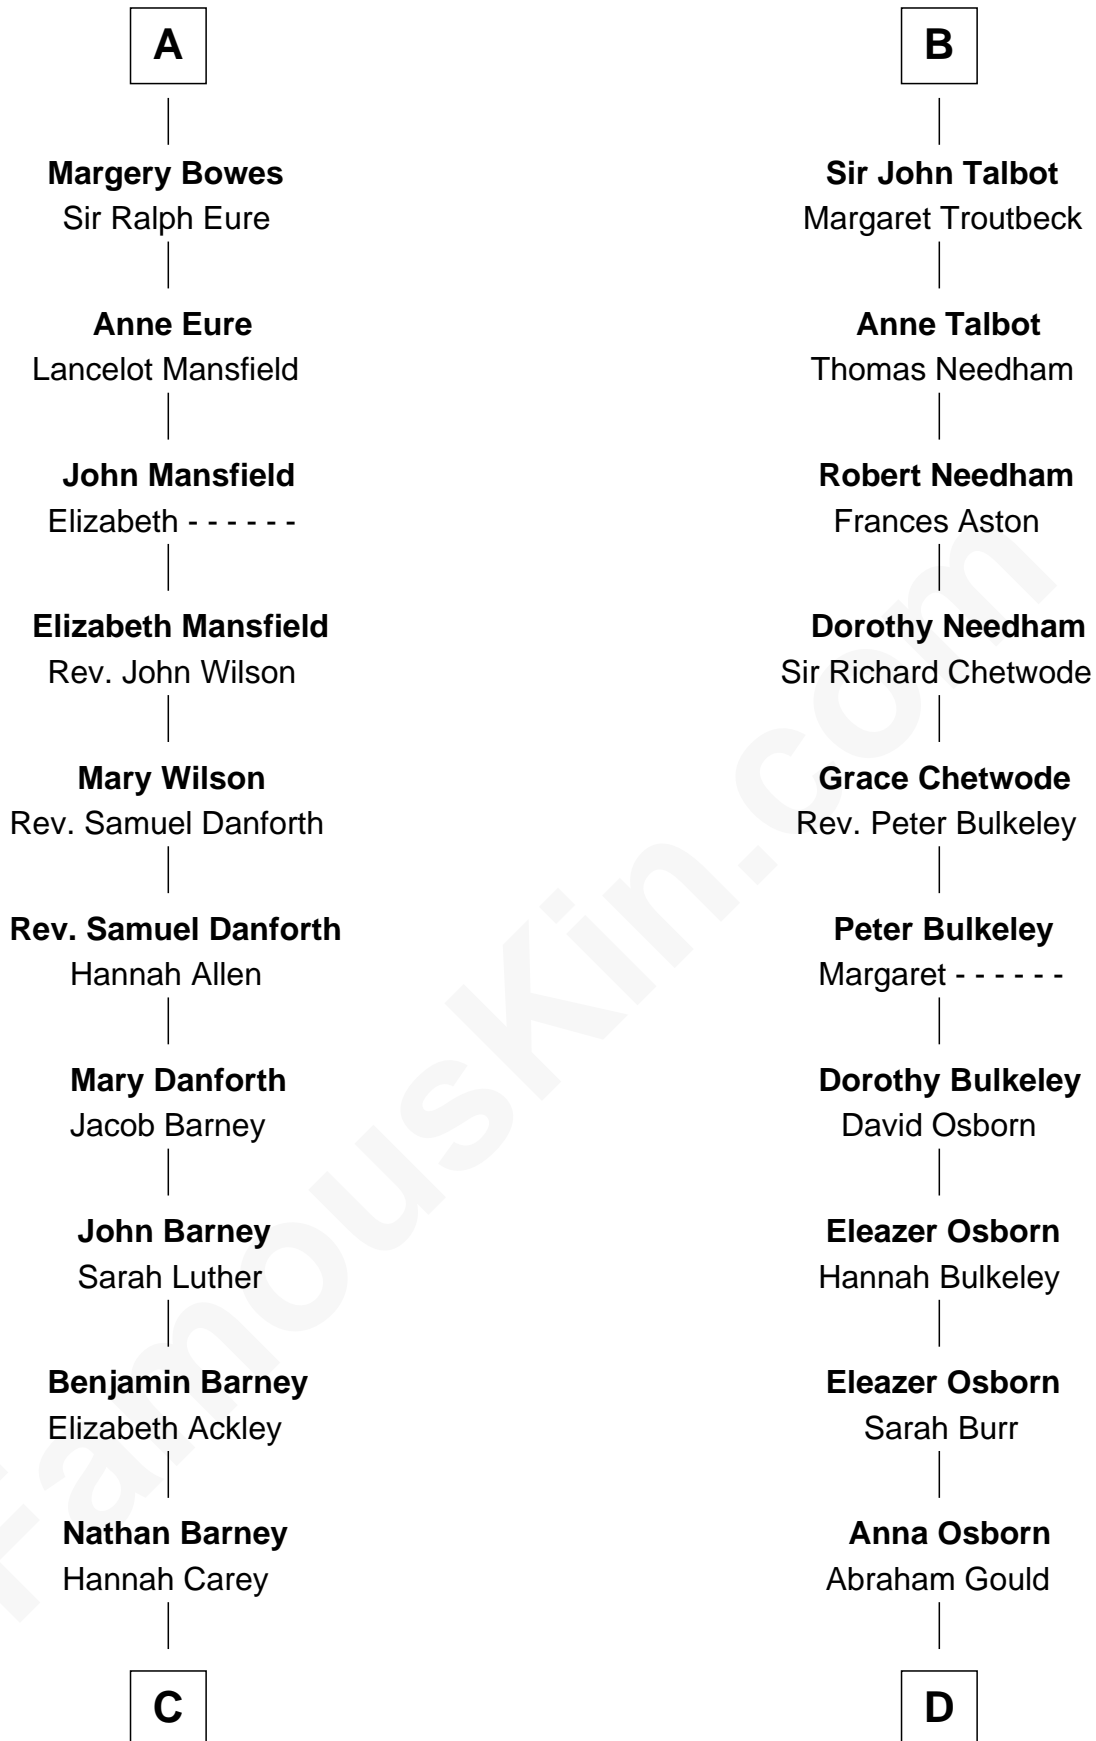 A
Margery Bowes
Sir Ralph Eure
Anne Eure
Lancelot Mansfield
John Mansfield
Elizabeth - - - - - -
Elizabeth Mansfield
Rev. John Wilson
Mary Wilson
Rev. Samuel Danforth
Rev. Samuel Danforth
Hannah Allen
Mary Danforth
Jacob Barney
John Barney
Sarah Luther
Benjamin Barney
Elizabeth Ackley
Nathan Barney
Hannah Carey
C
B
Sir John Talbot
Margaret Troutbeck
Anne Talbot
Thomas Needham
Robert Needham
Frances Aston
Dorothy Needham
Sir Richard Chetwode
Grace Chetwode
Rev. Peter Bulkeley
Peter Bulkeley
Margaret - - - - - -
Dorothy Bulkeley
David Osborn
Eleazer Osborn
Hannah Bulkeley
Eleazer Osborn
Sarah Burr
Anna Osborn
Abraham Gould
D
FamousKin.com